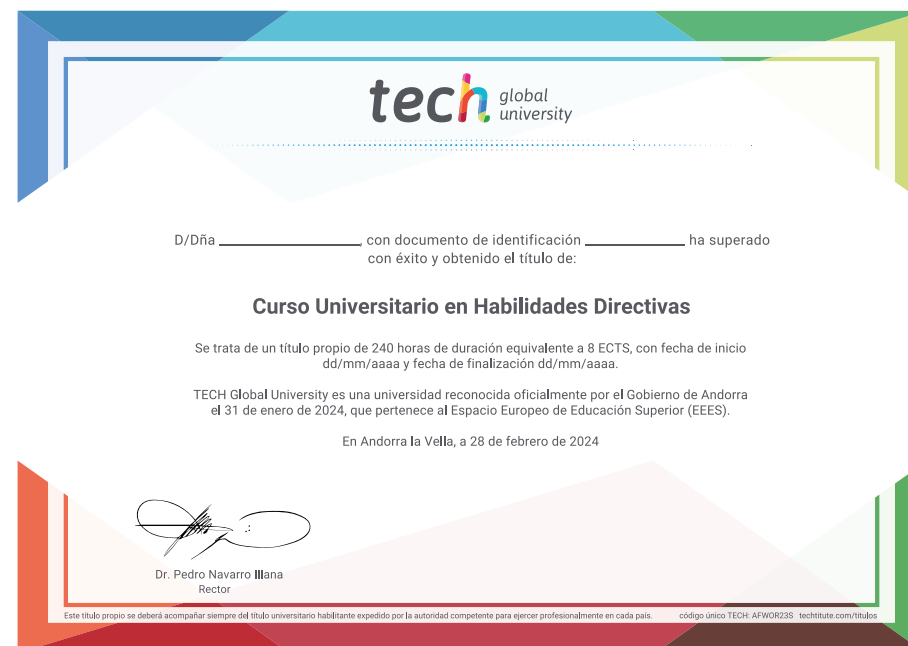 tech global university
D/Dña ____________________, con documento de identificación ______________ ha superado
con éxito y obtenido el título de:
Curso Universitario en Habilidades Directivas
Se trata de un título propio de 240 horas de duración equivalente a 8 ECTS, con fecha de inicio
dd/mm/aaaa y fecha de finalización dd/mm/aaaa.
TECH Global University es una universidad reconocida oficialmente por el Gobierno de Andorra
el 31 de enero de 2024, que pertenece al Espacio Europeo de Educación Superior (EEES).
En Andorra la Vella, a 28 de febrero de 2024
Dr. Pedro Navarro Illana
Rector
Este título propio se deberá acompañar siempre del título universitario habilitante expedido por la autoridad competente para ejercer profesionalmente en cada país. código único TECH: AFWOR23S techtitute.com/titulos